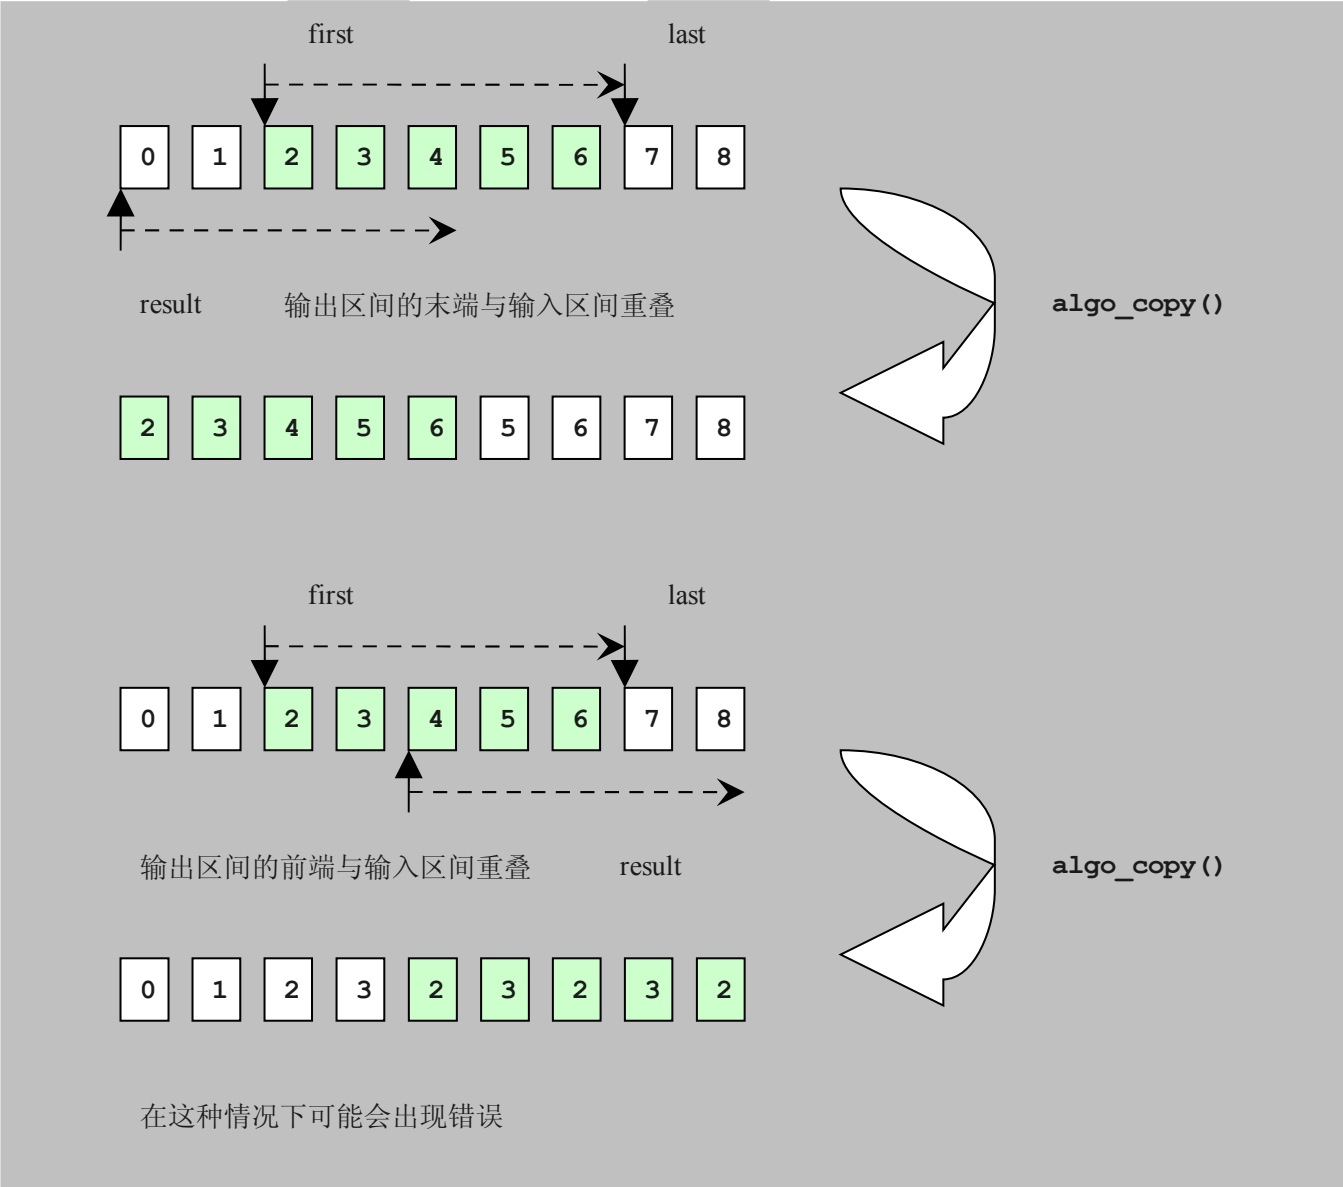 first last
0 1 2 3 4 5 6 7 8
result 输出区间的末端与输入区间重叠
algo_copy()
2 3 4 5 6 5 6 7 8
first last
0 1 2 3 4 5 6 7 8
输出区间的前端与输入区间重叠 result
algo_copy()
0 1 2 3 2 3 2 3 2
在这种情况下可能会出现错误